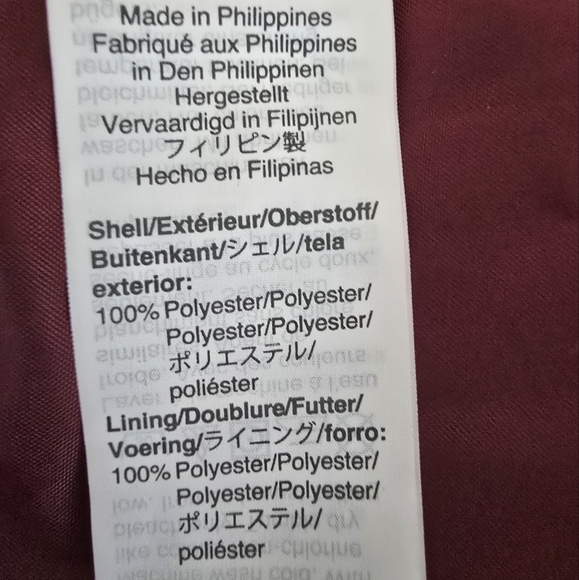 Made in Philippines
Fabriqué aux Philippines
in Den Philippinen
Hergestellt
Vervaardigd in Filipijnen
フィリピン製
Hecho en Filipinas
Shell/Extérieur/Oberstoff/
Buitenkant/シェル/tela
exterior:
100% Polyester/Polyester/
Polyester/Polyester/
ポリエステル/
poliéster
Lining/Doublure/Futter/
Voering/ライニング/forro:
100% Polyester/Polyester/
Polyester/Polyester/
ポリエステル/
poliéster